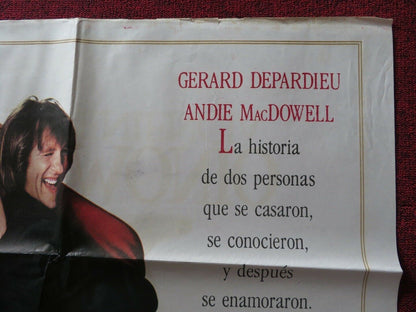 GERARD DEPARDIEU
ANDIE MACDOWELL
La historia
de dos personas
que se casaron,
se conocieron,
y después
se enamoraron.